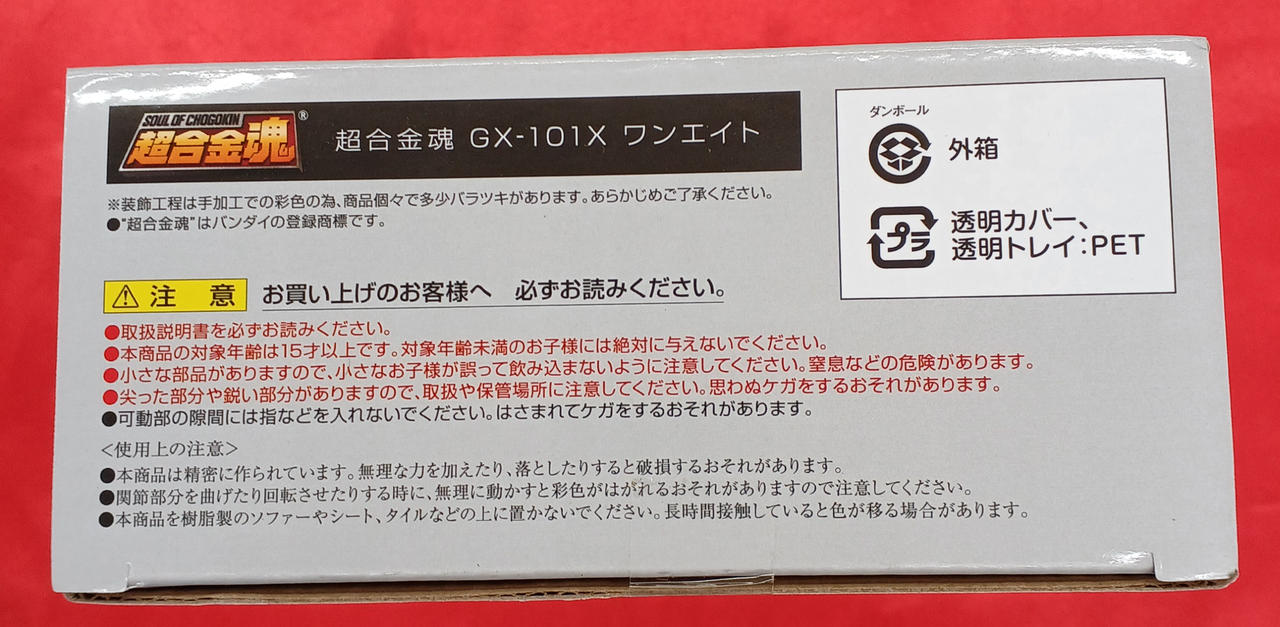 SOUL OF CHOGOKIN
超合金魂®
超合金魂 GX-101X ワンエイト
※装飾工程は手加工での彩色の為、商品個々で多少バラツキがあります。あらかじめご了承ください。
●“超合金魂”はバンダイの登録商標です。
ダンボール
外箱
プラ
透明カバー、
透明トレイ:PET
⚠注 意
お買い上げのお客様へ 必ずお読みください。
●取扱説明書を必ずお読みください。
●本商品の対象年齢は15才以上です。対象年齢未満のお子様には絶対に与えないでください。
●小さな部品がありますので、小さなお子様が誤って飲み込まないように注意してください。窒息などの危険があります。
●尖った部分や鋭い部分がありますので、取扱や保管場所に注意してください。思わぬケガをするおそれがあります。
●可動部の隙間には指などを入れないでください。はさまれてケガをするおそれがあります。
<使用上の注意>
●本商品は精密に作られています。無理な力を加えたり、落としたりすると破損するおそれがあります。
●関節部分を曲げたり回転させたりする時に、無理に動かすと彩色がはがれるおそれがありますので注意してください。
●本商品を樹脂製のソファーやシート、タイルなどの上に置かないでください。長時間接触していると色が移る場合があります。